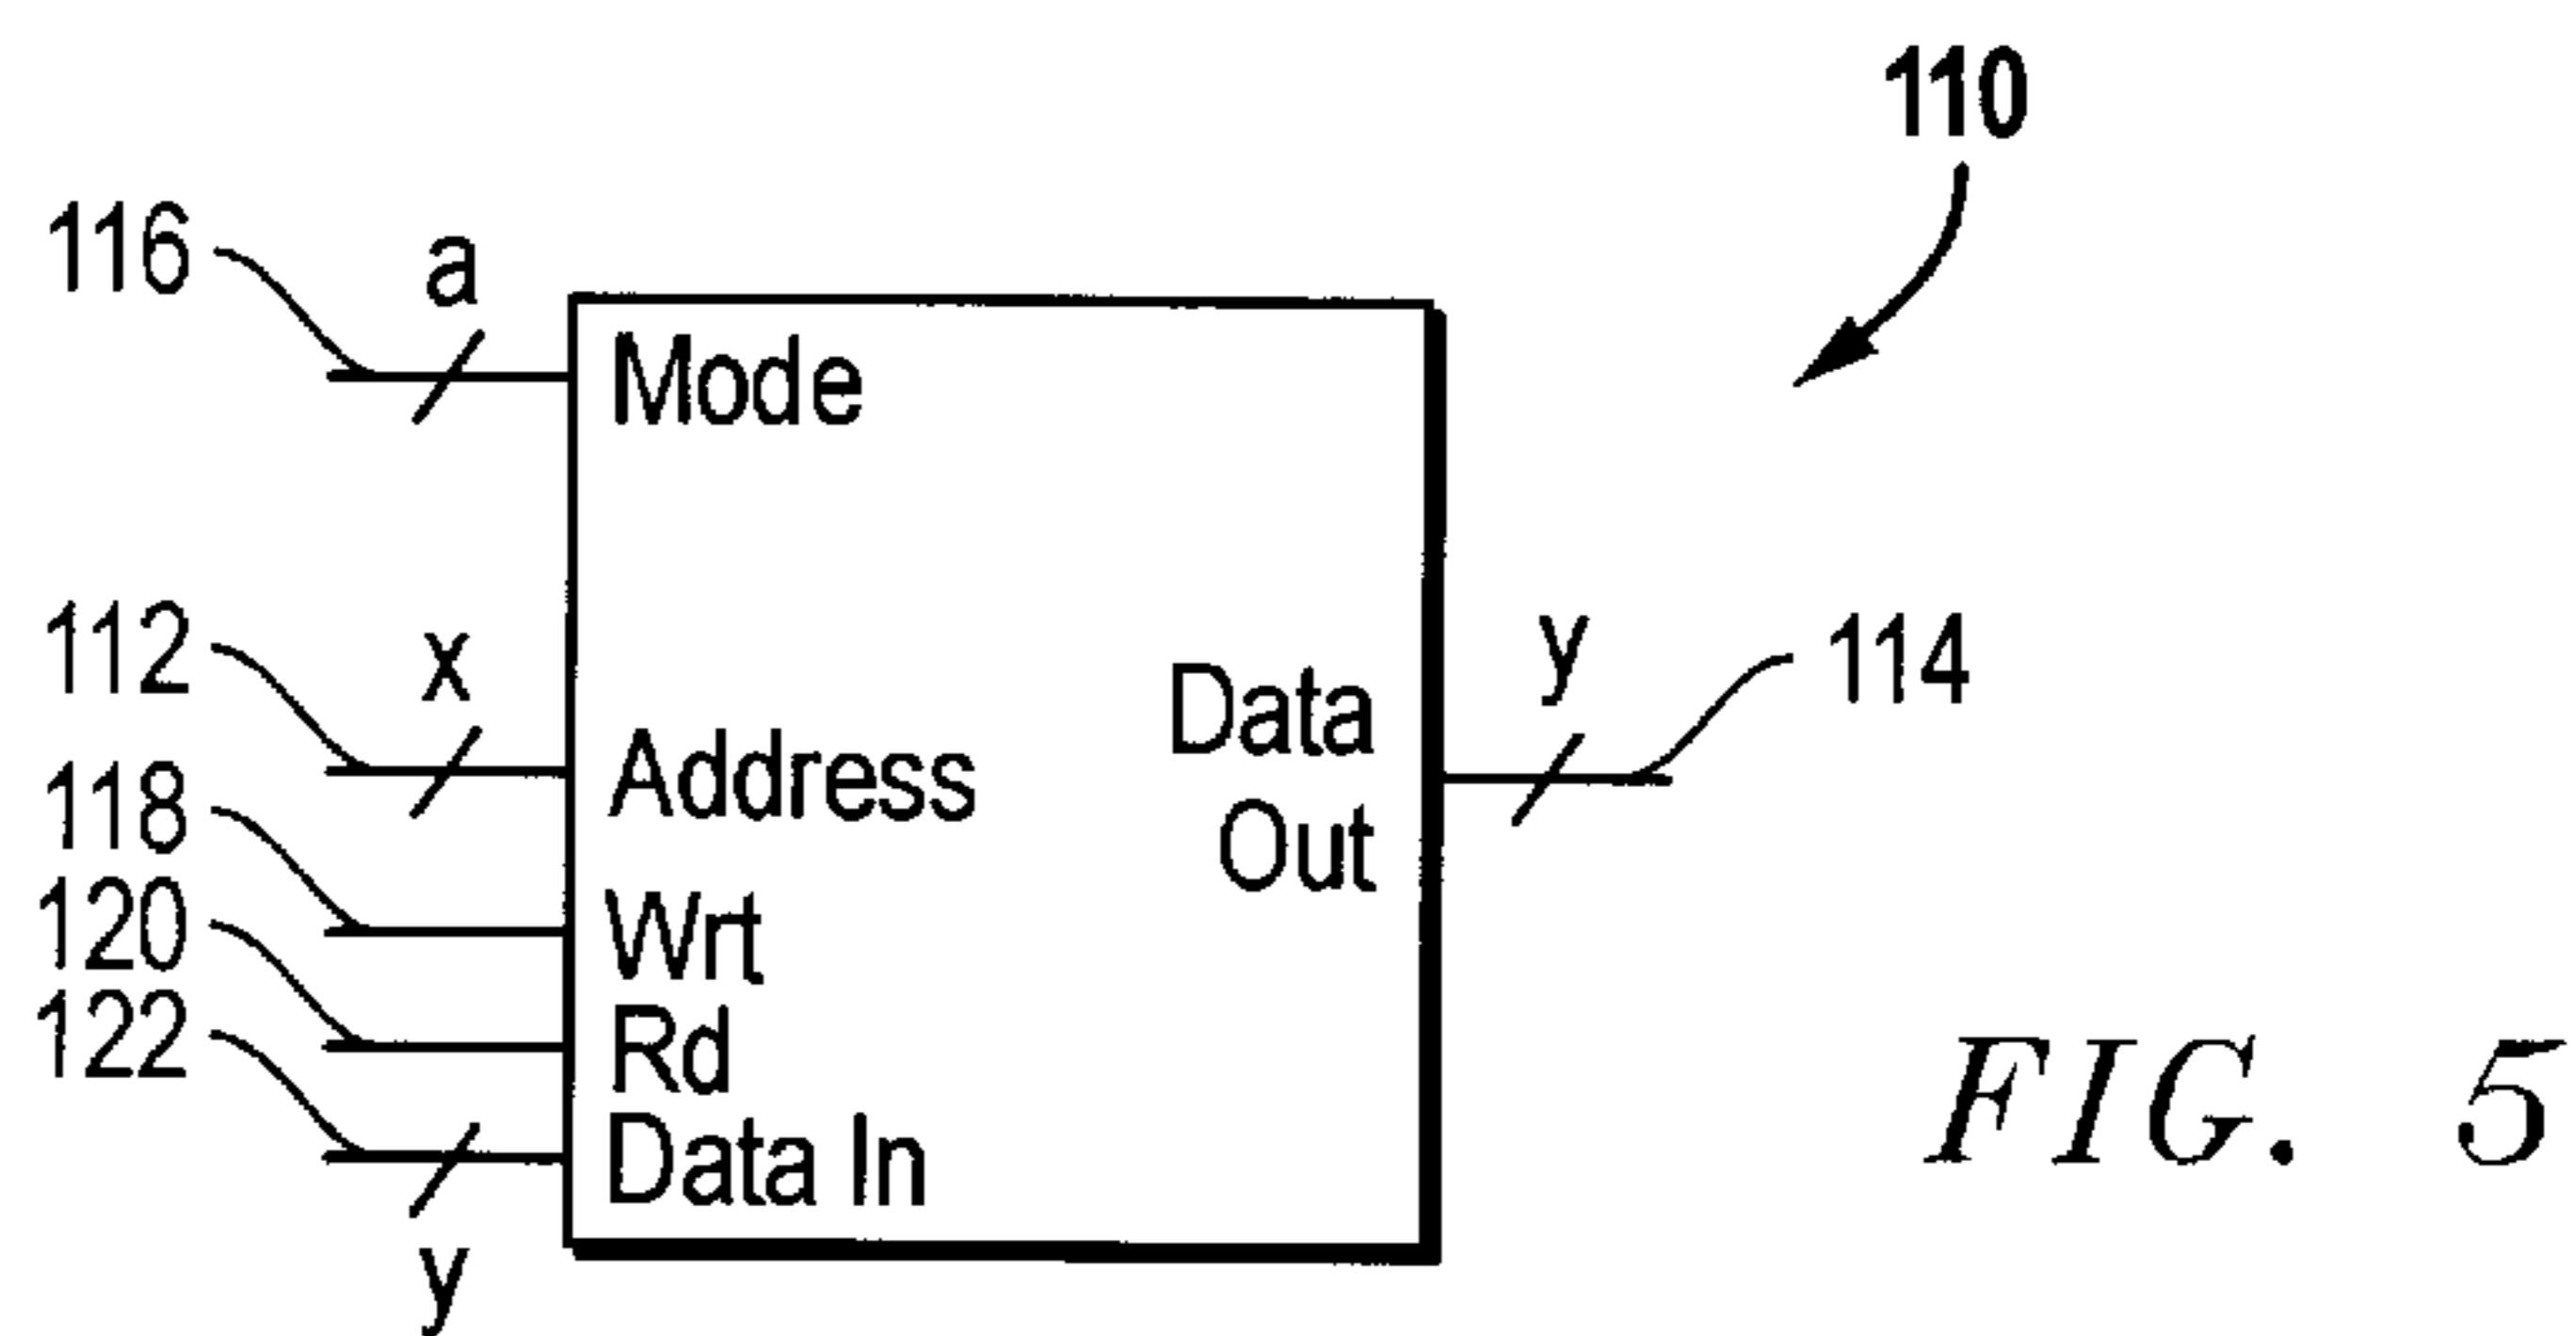 110
116 a
Mode
112 x
Address
Data
Out
y 114
118
Wrt
120
Rd
122
Data In
y
FIG. 5